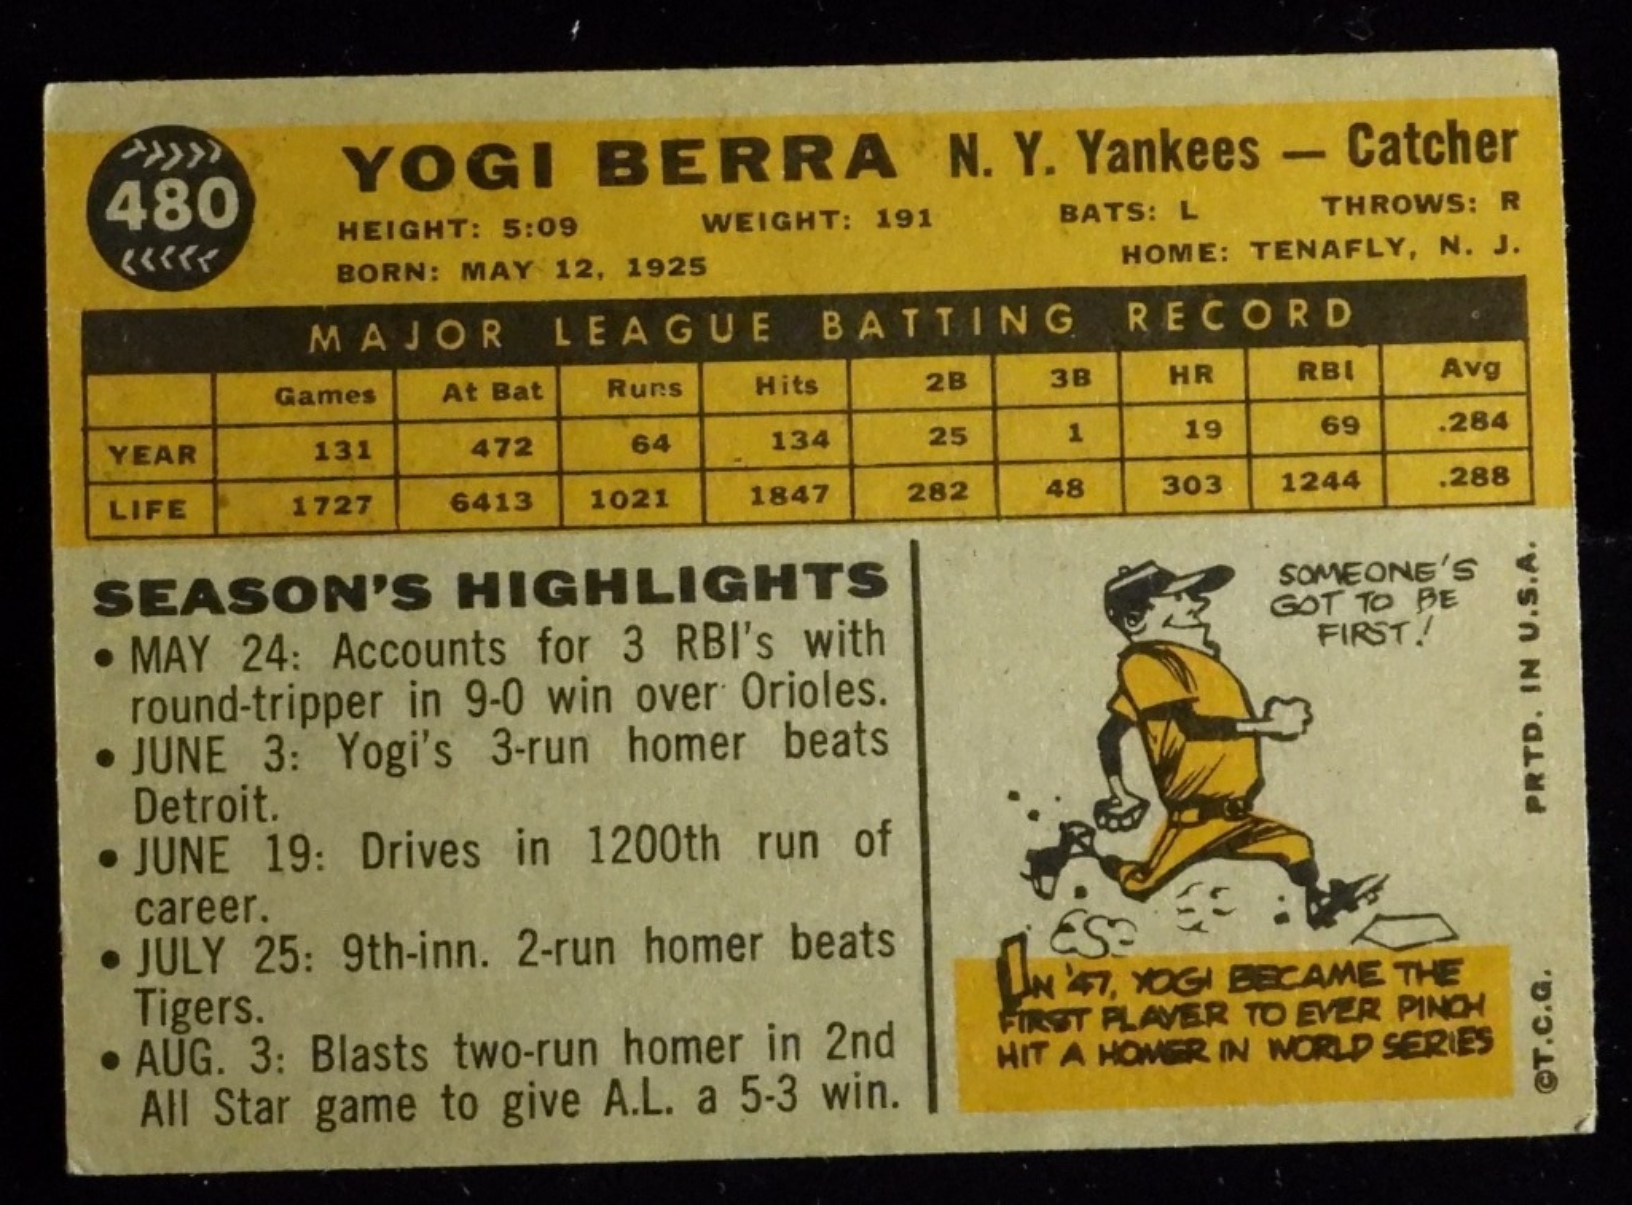 480
YOGI BERRA N. Y. Yankees — Catcher
HEIGHT: 5:09 WEIGHT: 191 BATS: L THROWS: R
BORN: MAY 12, 1925 HOME: TENAFLY, N. J.
MAJOR LEAGUE BATTING RECORD
Games At Bat Runs Hits 2B 3B HR RBI Avg
YEAR 131 472 64 134 25 1 19 69 .284
LIFE 1727 6413 1021 1847 282 48 303 1244 .288
SEASON'S HIGHLIGHTS
• MAY 24: Accounts for 3 RBI's with
round-tripper in 9-0 win over Orioles.
• JUNE 3: Yogi's 3-run homer beats
Detroit.
• JUNE 19: Drives in 1200th run of
career.
• JULY 25: 9th-inn. 2-run homer beats
Tigers.
• AUG. 3: Blasts two-run homer in 2nd
All Star game to give A.L. a 5-3 win.
SOMEONE'S
GOT TO BE
FIRST!
IN '47, YOGI BECAME THE
FIRST PLAYER TO EVER PINCH
HIT A HOMER IN WORLD SERIES
©T.C.G. PRTD. IN U.S.A.